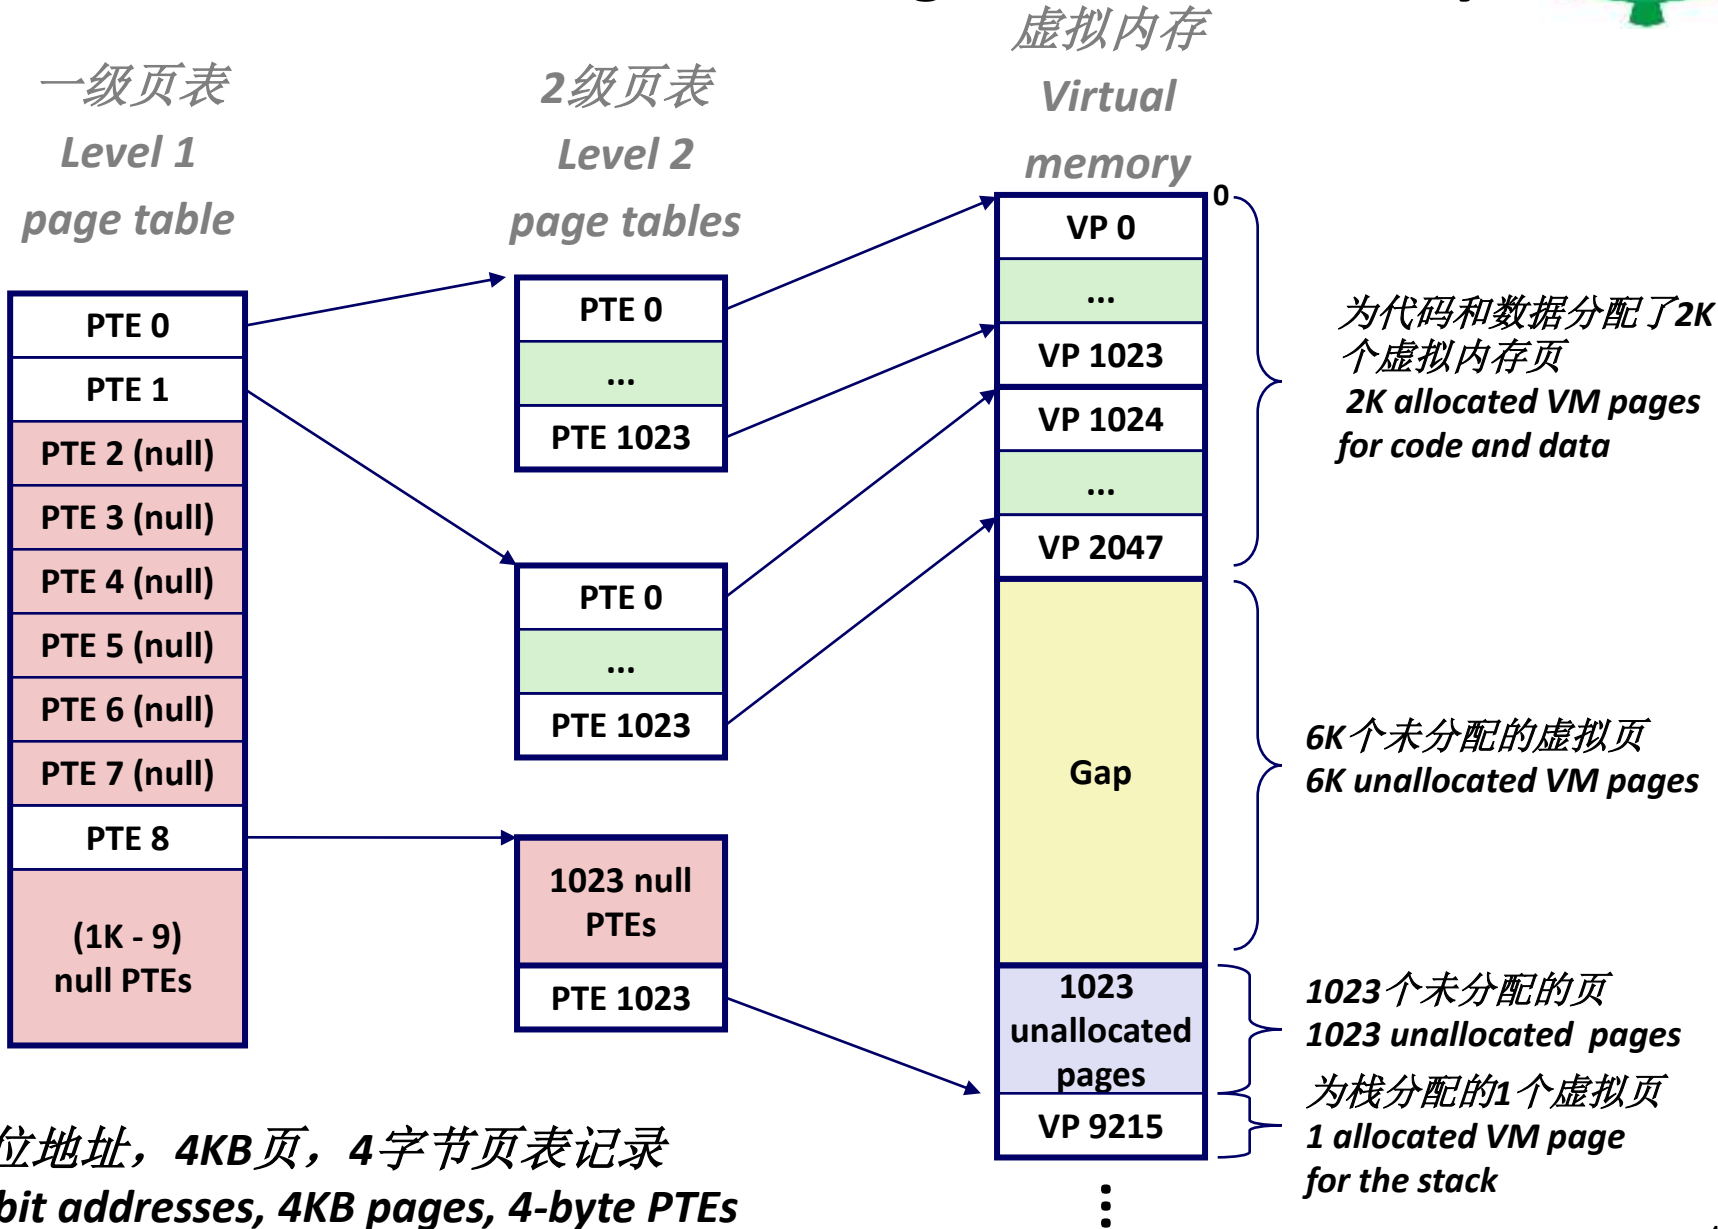 虚拟内存
Virtual
memory
一级页表
Level 1
page table
2级页表
Level 2
page tables
PTE 0
PTE 1
PTE 2 (null)
PTE 3 (null)
PTE 4 (null)
PTE 5 (null)
PTE 6 (null)
PTE 7 (null)
PTE 8
(1K - 9)
null PTEs
PTE 0
...
PTE 1023
PTE 0
...
PTE 1023
1023 null
PTEs
PTE 1023
0
VP 0
...
VP 1023
VP 1024
...
VP 2047
Gap
1023
unallocated
pages
VP 9215
⋮
为代码和数据分配了2K
个虚拟内存页
2K allocated VM pages
for code and data
6K个未分配的虚拟页
6K unallocated VM pages
1023个未分配的页
1023 unallocated pages
为栈分配的1个虚拟页
1 allocated VM page
for the stack
位地址，4KB页，4字节页表记录
bit addresses, 4KB pages, 4-byte PTEs